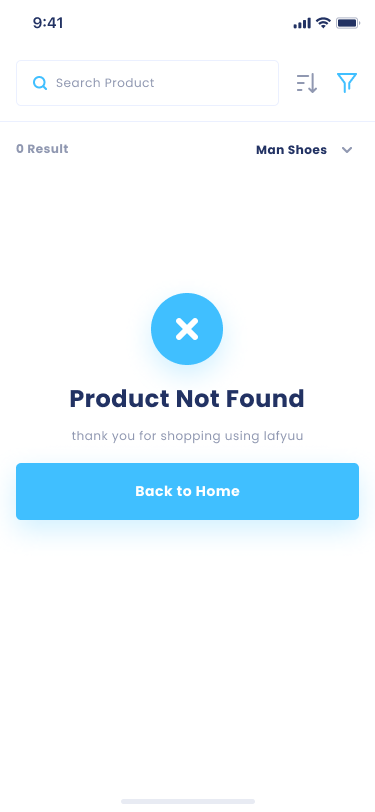 9:41
Search Product
0 Result
Man Shoes
Product Not Found
thank you for shopping using lafyuu
Back to Home